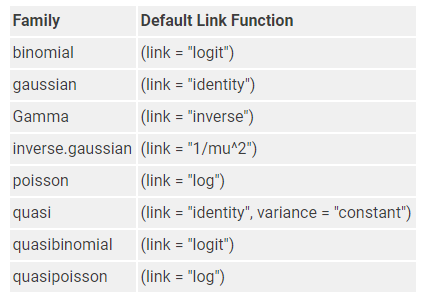 Family Default Link Function
binomial (link = "logit")
gaussian (link = "identity")
Gamma (link = "inverse")
inverse.gaussian (link = "1/mu^2")
poisson (link = "log")
quasi (link = "identity", variance = "constant")
quasibinomial (link = "logit")
quasipoisson (link = "log")